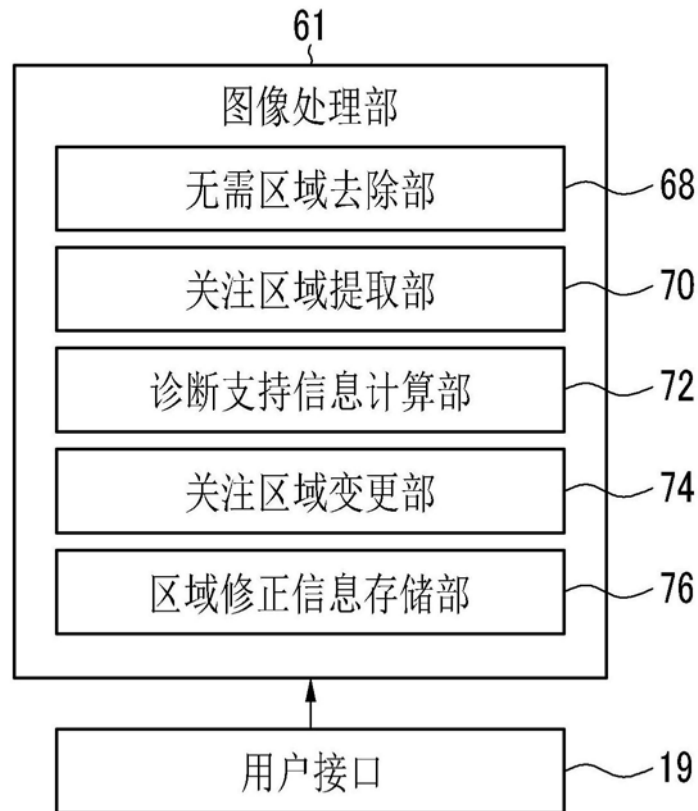 61
图像处理部
无需区域去除部
68
关注区域提取部
70
诊断支持信息计算部
72
关注区域变更部
74
区域修正信息存储部
76
用户接口
19